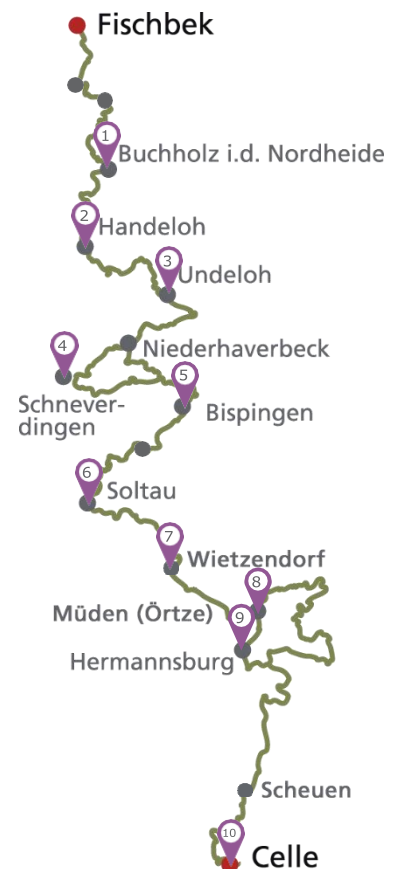 Fischbek
1
Buchholz i.d. Nordheide
2
Handeloh
3
Undeloh
Niederhaverbeck
4
Schnever-
dingen
5
Bispingen
6
Soltau
7
Wietzendorf
8
Müden (Örtze)
9
Hermannsburg
Scheuen
10
Celle